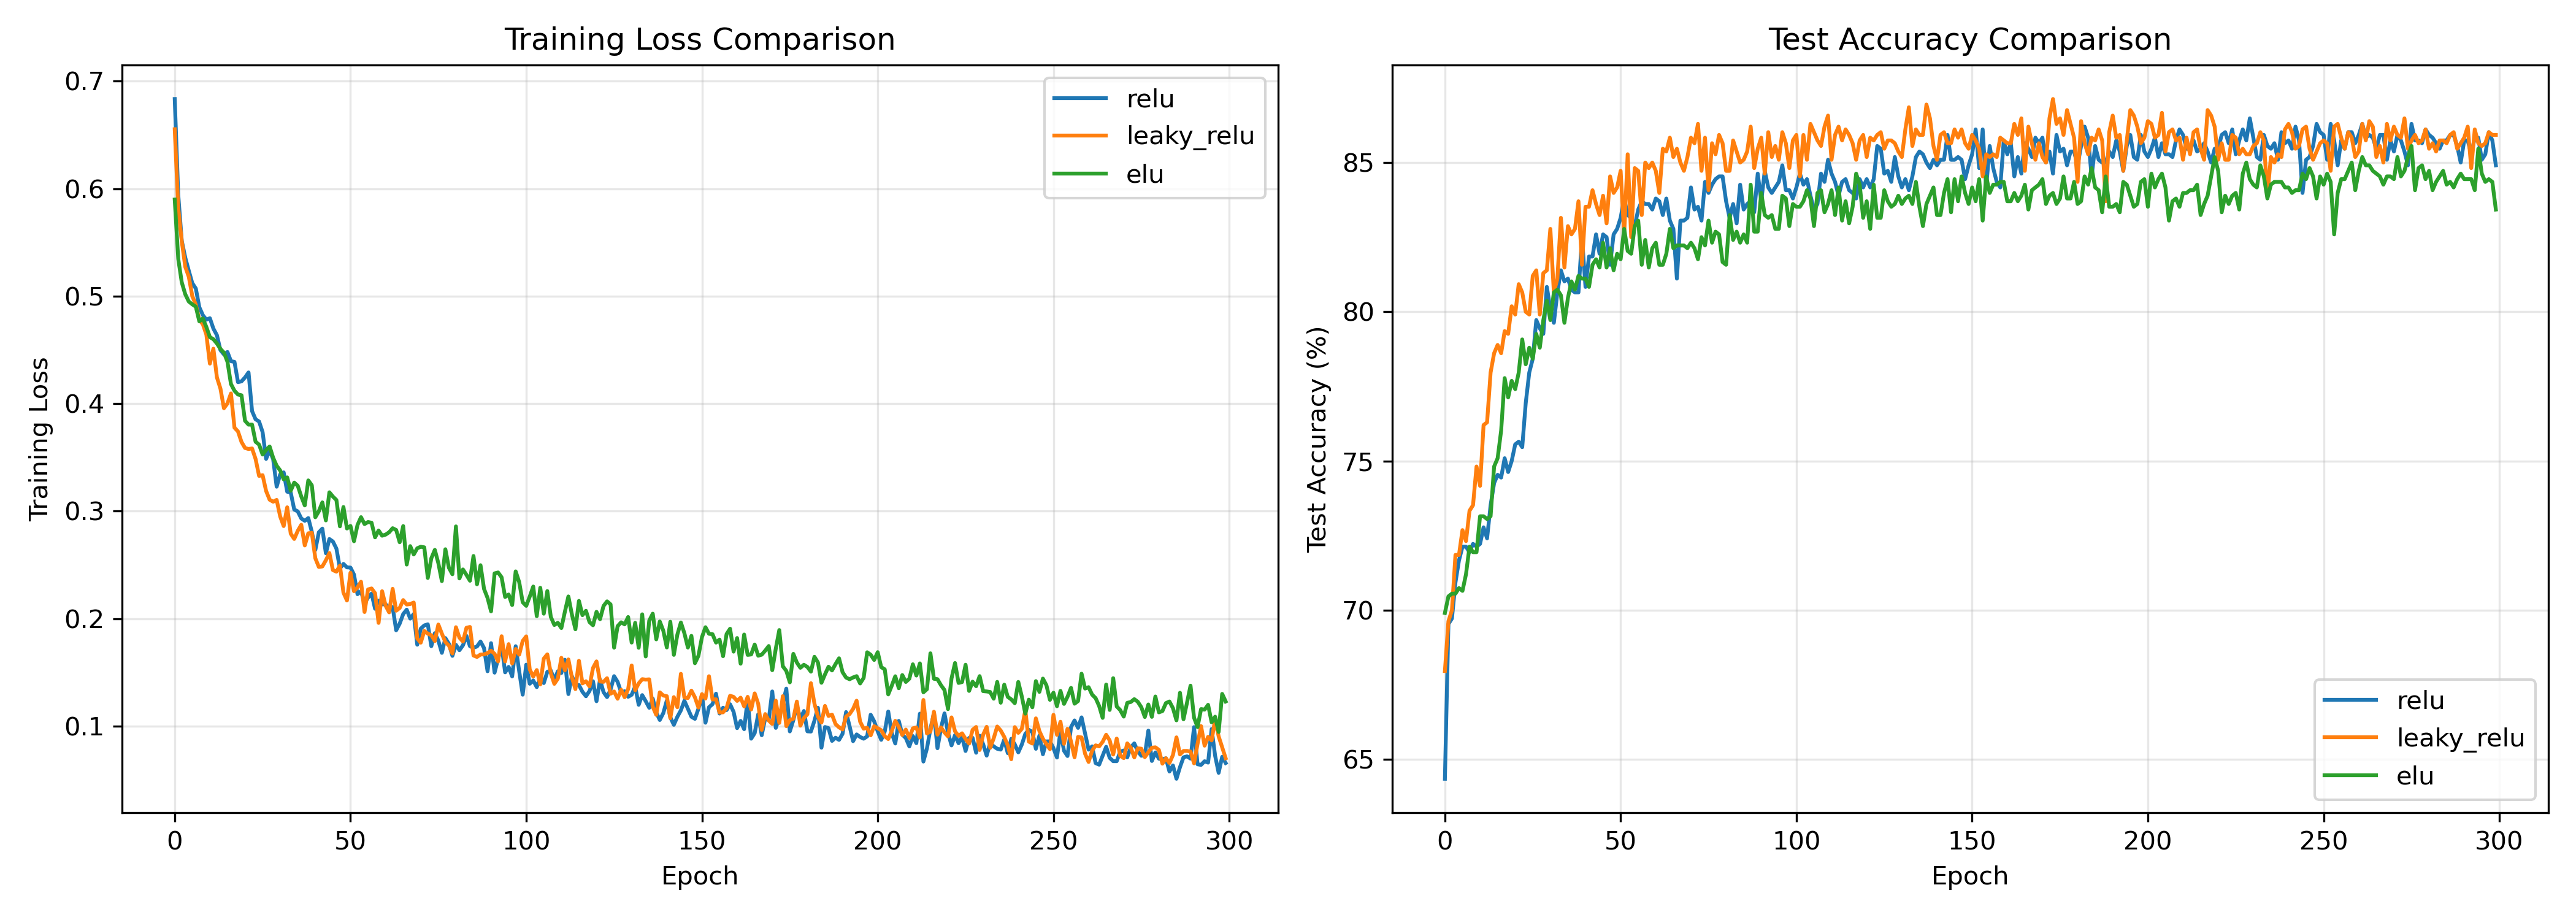 Training Loss Comparison
0.7
0.6
0.5
0.4
0.3
0.2
0.1
Training Loss
relu
leaky_relu
elu
0 50 100 150 200 250 300
Epoch
Test Accuracy Comparison
85
80
75
70
65
Test Accuracy (%)
relu
leaky_relu
elu
0 50 100 150 200 250 300
Epoch